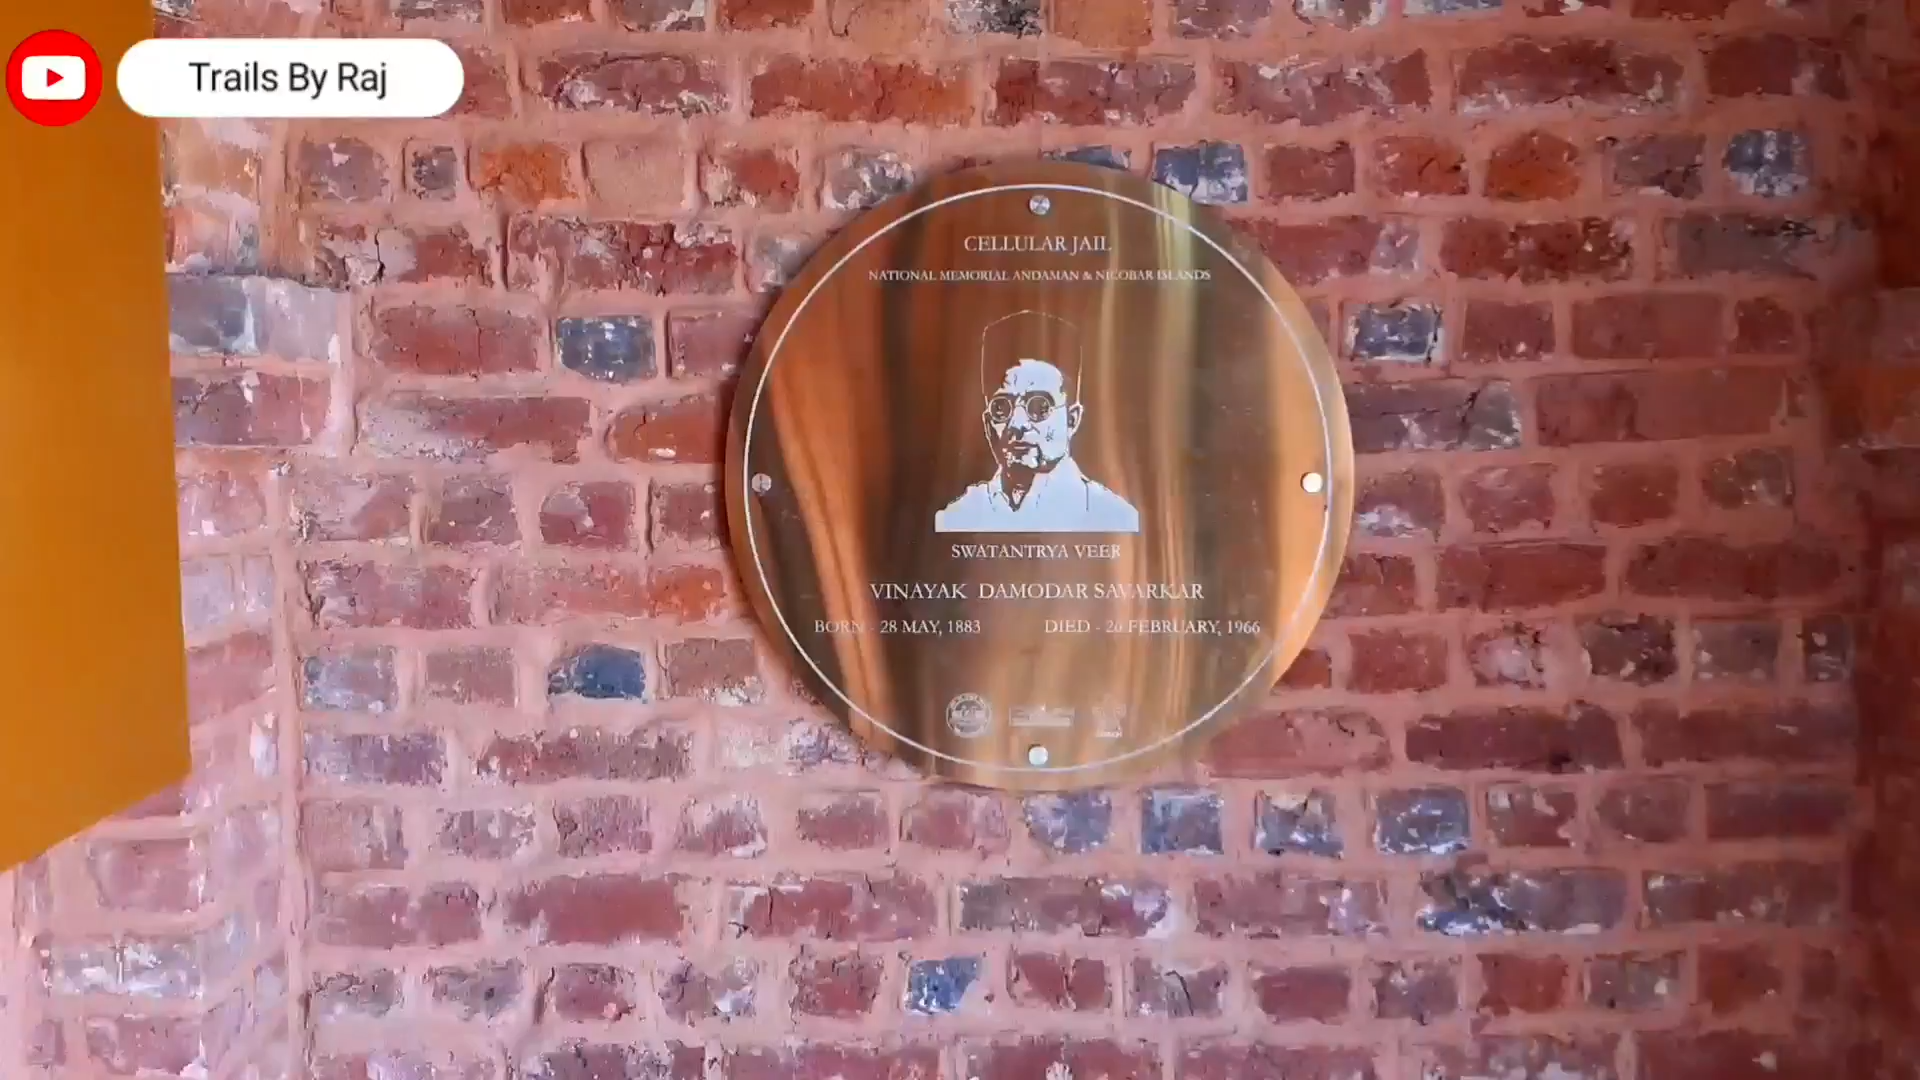 Trails By Raj
CELLULAR JAIL
NATIONAL MEMORIAL ANDAMAN & NICOBAR ISLANDS
SWATANTRYA VEER
VINAYAK DAMODAR SAVARKAR
BORN - 28 MAY, 1883 DIED - 26 FEBRUARY, 1966